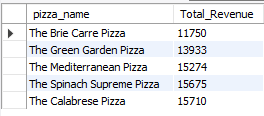 pizza_name Total_Revenue
The Brie Carre Pizza 11750
The Green Garden Pizza 13933
The Mediterranean Pizza 15274
The Spinach Supreme Pizza 15675
The Calabrese Pizza 15710